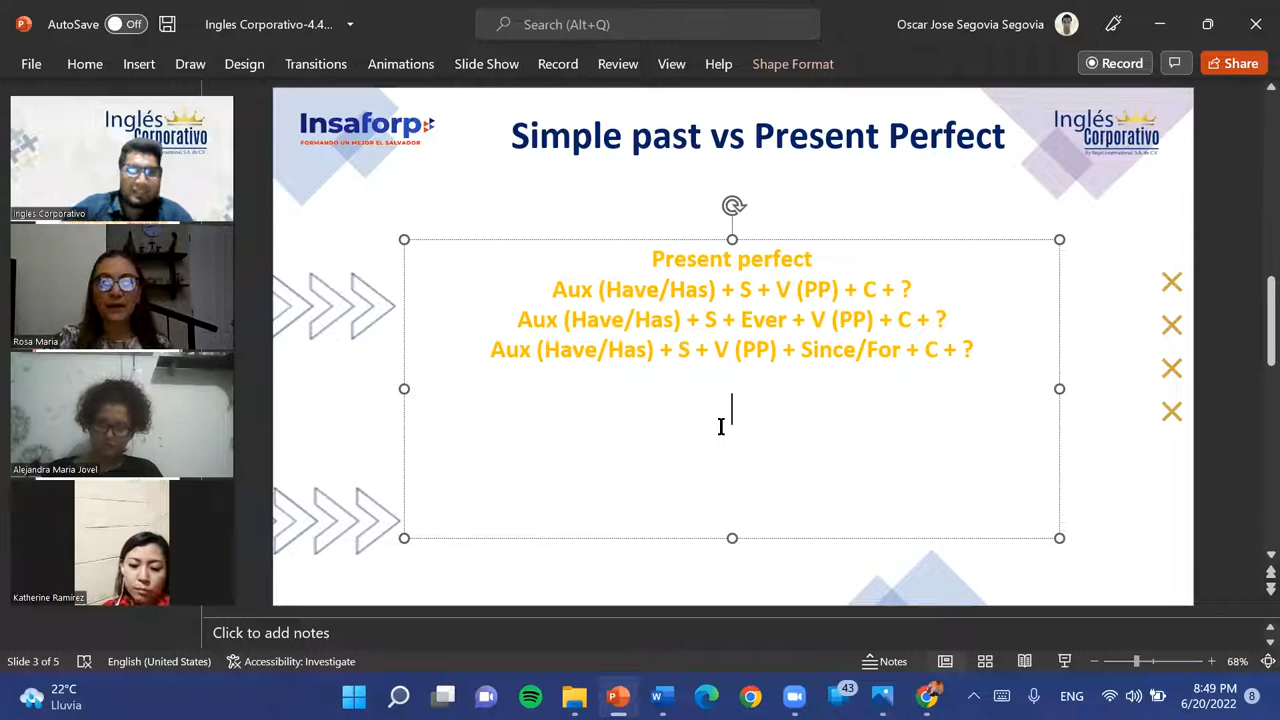 AutoSave Off Ingles Corporativo-4.4... Search (Alt+Q) Oscar Jose Segovia Segovia
File Home Insert Draw Design Transitions Animations Slide Show Record Review View Help Shape Format Record Share
Inglés
Corporativo
Ingles Corporativo
Rosa Maria
Alejandra Maria Jovel
Katherine Ramirez
Insaforp
FORMANDO UN MEJOR EL SALVADOR
Simple past vs Present Perfect
Inglés
Corporativo
By Regal International, S.A. de C.V.
Present perfect
Aux (Have/Has) + S + V (PP) + C + ?
Aux (Have/Has) + S + Ever + V (PP) + C + ?
Aux (Have/Has) + S + V (PP) + Since/For + C + ?
Click to add notes
Slide 3 of 5 English (United States) Accessibility: Investigate Notes 68%
22°C
Lluvia
43
ENG
8:49 PM
6/20/2022
8